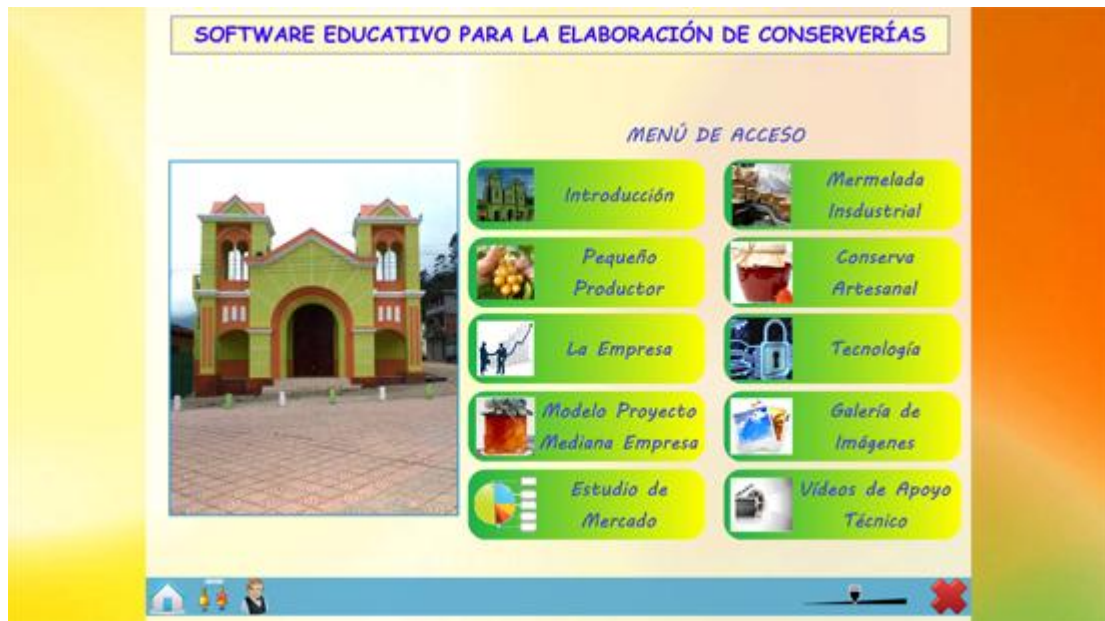 SOFTWARE EDUCATIVO PARA LA ELABORACIÓN DE CONSERVERÍAS
MENÚ DE ACCESO
Introducción
Pequeño
Productor
La Empresa
Modelo Proyecto
Mediana Empresa
Estudio de
Mercado
Mermelada
Insdustrial
Conserva
Artesanal
Tecnología
Galería de
Imágenes
Vídeos de Apoyo
Técnico